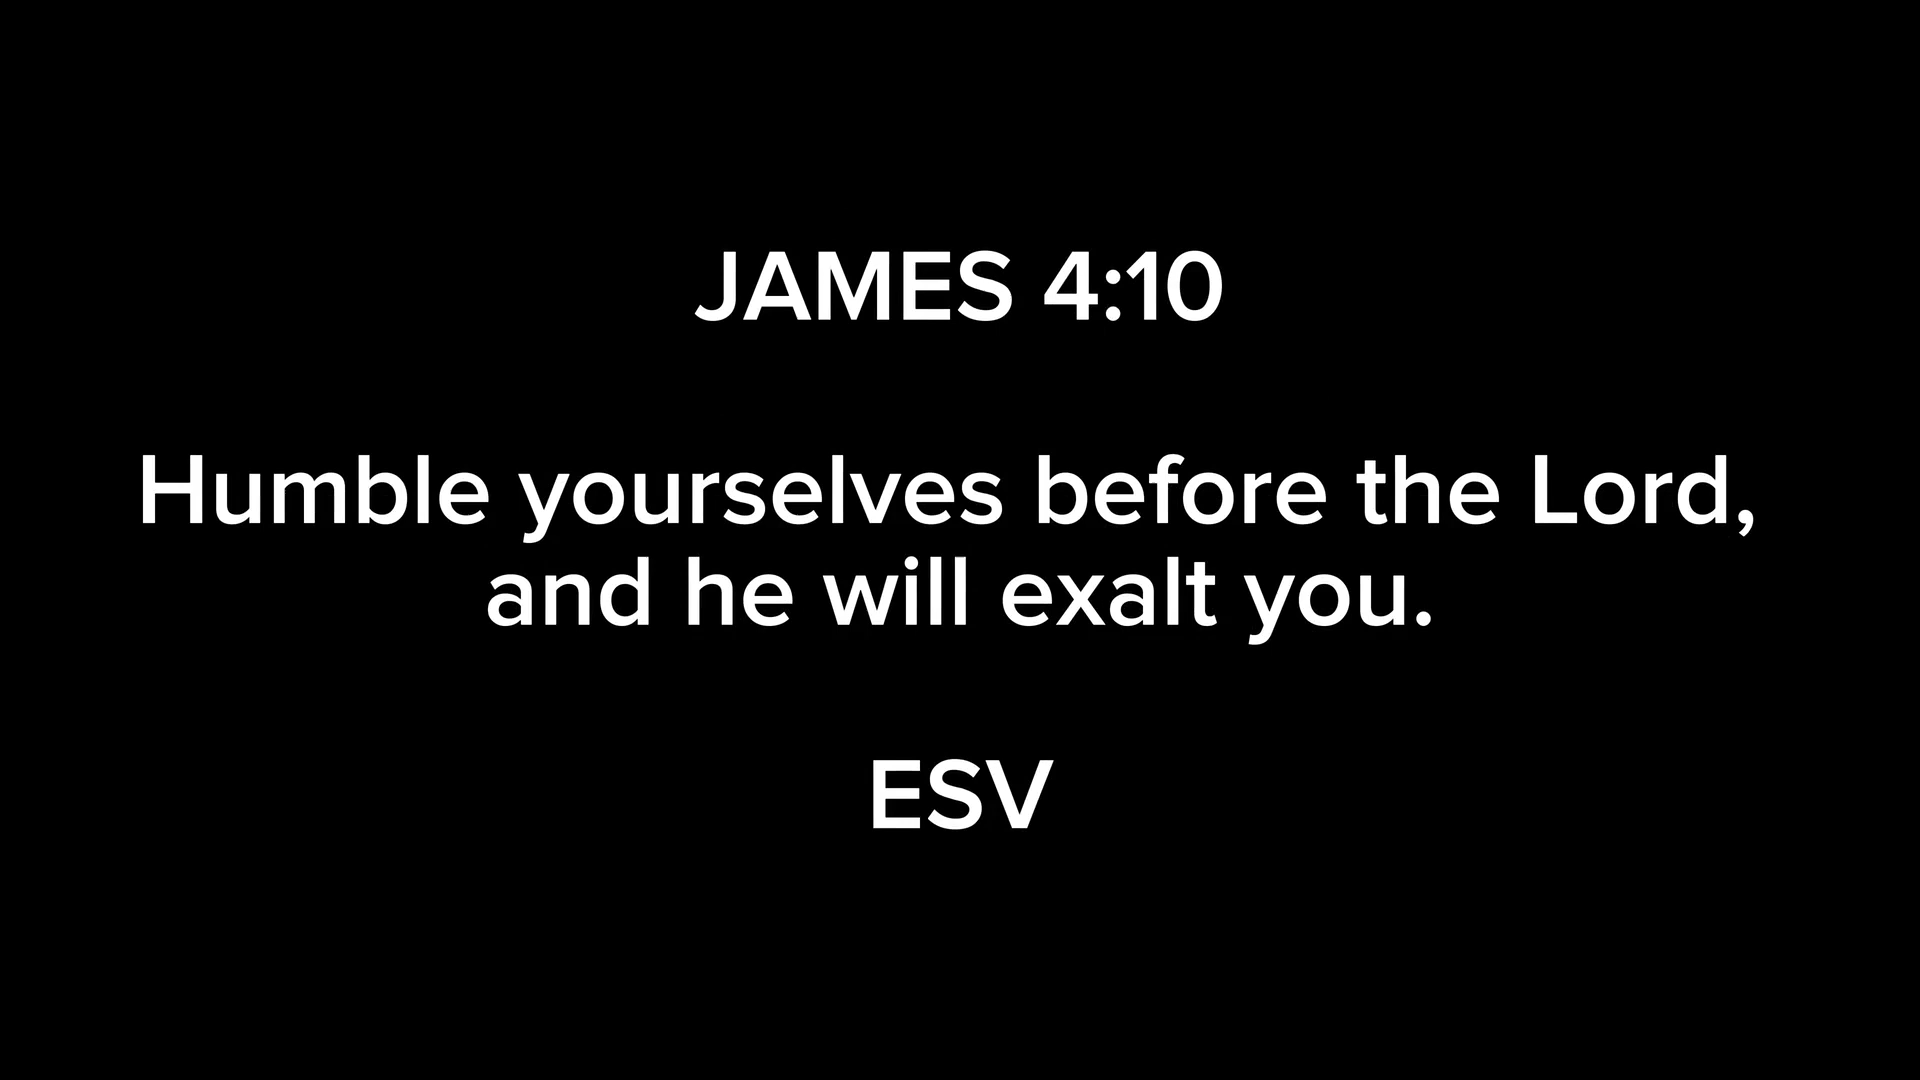 JAMES 4:10
Humble yourselves before the Lord,
and he will exalt you.
ESV